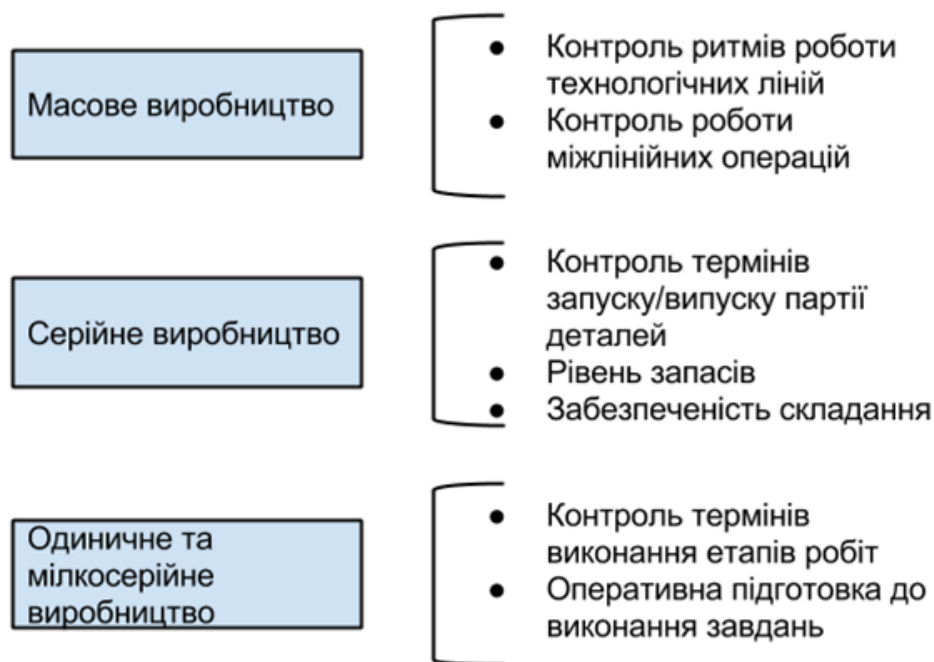 Масове виробництво
• Контроль ритмів роботи
технологічних ліній
• Контроль роботи
міжлінійних операцій
Серійне виробництво
• Контроль термінів
запуску/випуску партії
деталей
• Рівень запасів
• Забезпеченість складання
Одиничне та
мілкосерійне
виробництво
• Контроль термінів
виконання етапів робіт
• Оперативна підготовка до
виконання завдань